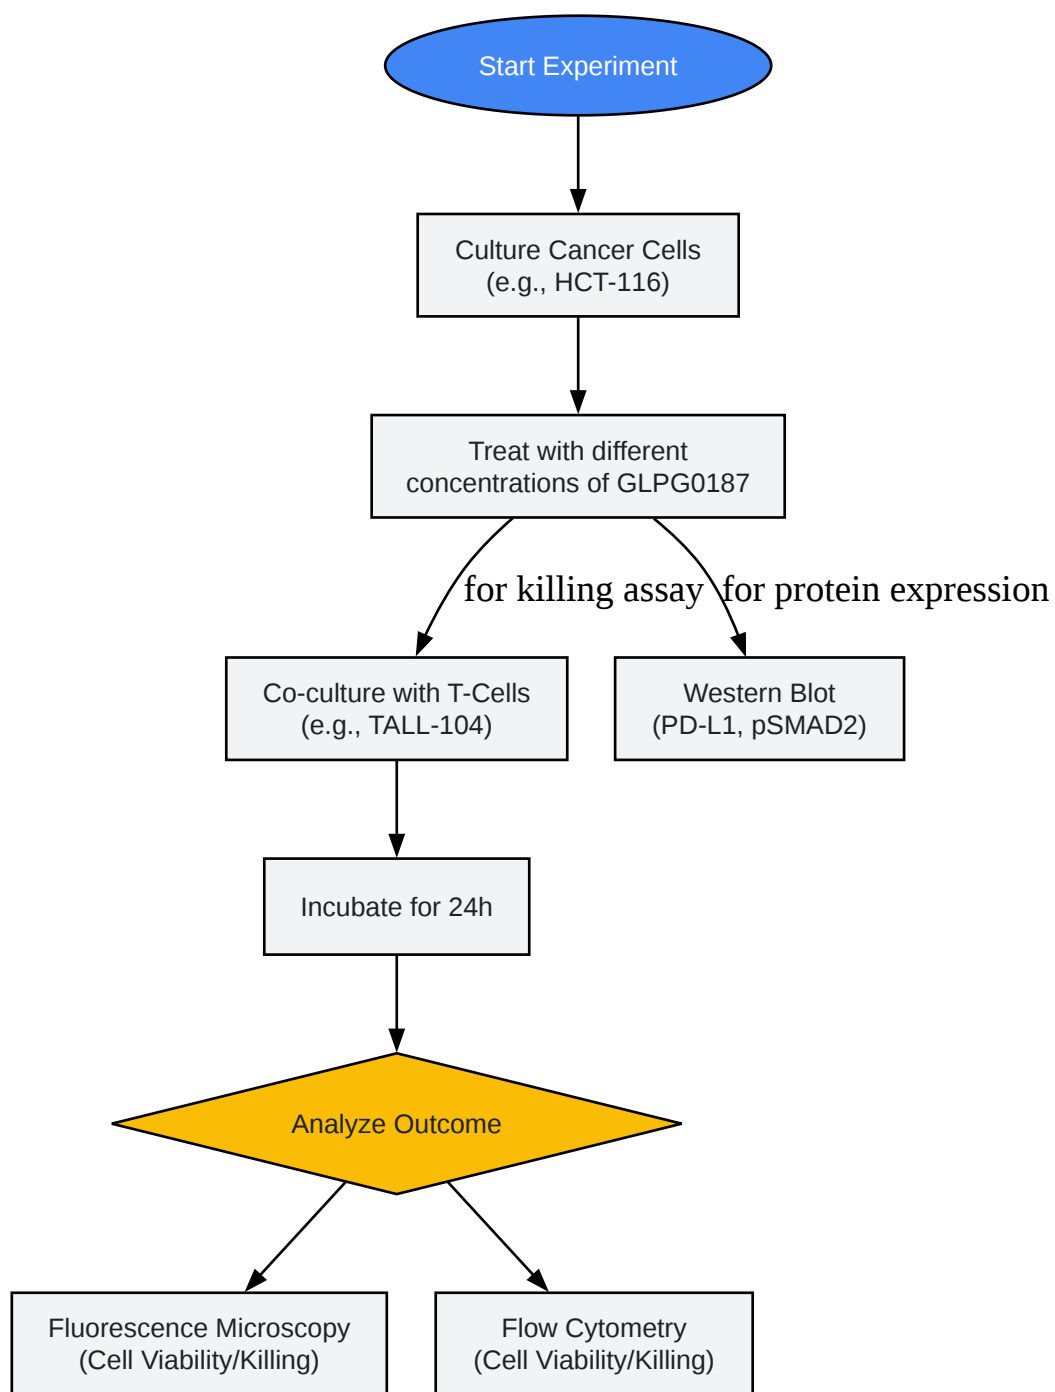 Start Experiment
Culture Cancer Cells
(e.g., HCT-116)
Treat with different
concentrations of GLPG0187
for killing assay
for protein expression
Co-culture with T-Cells
(e.g., TALL-104)
Western Blot
(PD-L1, pSMAD2)
Incubate for 24h
Analyze Outcome
Fluorescence Microscopy
(Cell Viability/Killing)
Flow Cytometry
(Cell Viability/Killing)